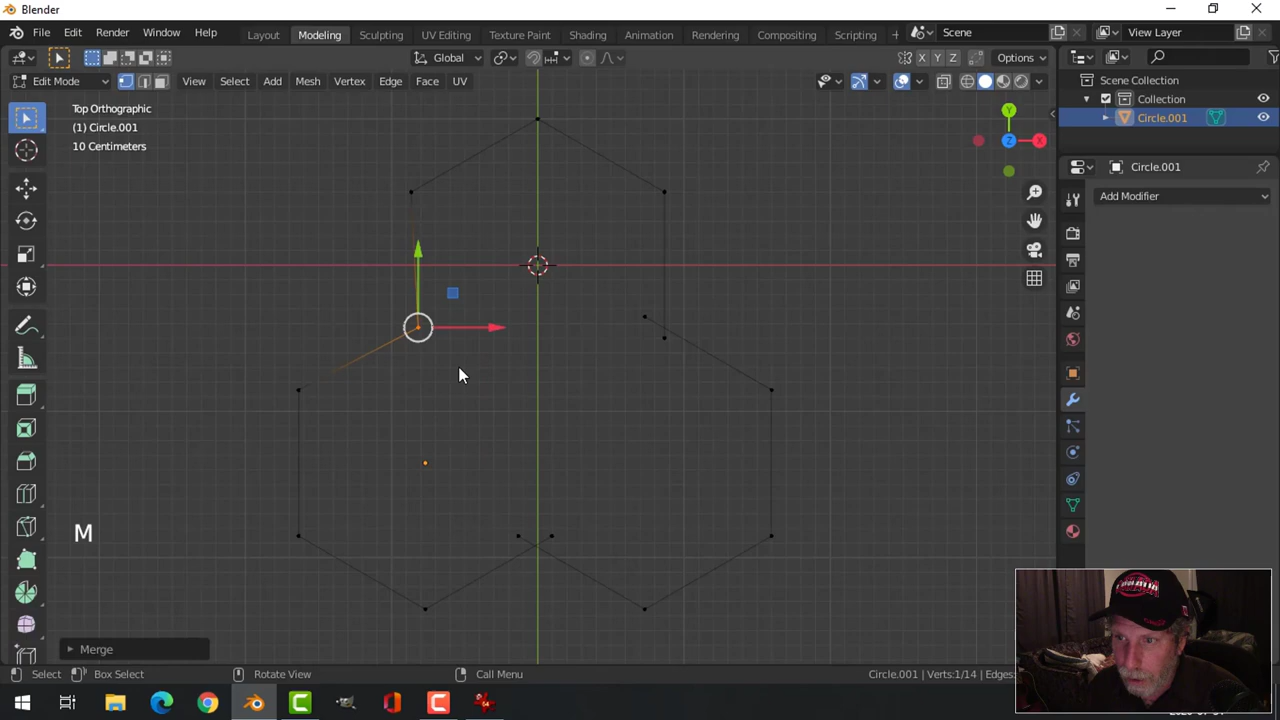 Blender
File Edit Render Window Help Layout Modeling Sculpting UV Editing Texture Paint Shading Animation Rendering Compositing Scripting + Scene View Layer
Global X Y Z Options
Edit Mode View Select Add Mesh Vertex Edge Face UV
Scene Collection
Collection
Circle.001
Top Orthographic
(1) Circle.001
10 Centimeters
Y
Z
X
Circle.001
Add Modifier
M
Merge
Select Box Select Rotate View Call Menu Circle.001 | Verts:1/14 | Edges: